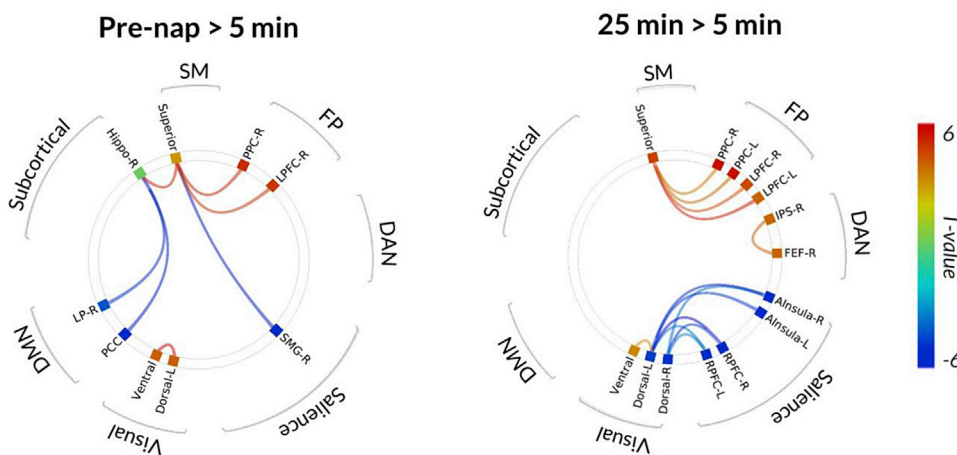 Pre-nap > 5 min
SM
FP
DAN
Salience
Visual
DMN
Subcortical
Hippo-R
Superior
PPC-R
LPFC-R
SMG-R
Dorsal-L
Ventral
PCC
LP-R
25 min > 5 min
SM
FP
DAN
Salience
Visual
DMN
Subcortical
Superior
PPC-R
PPC-L
LPFC-R
LPFC-L
IPS-R
FEF-R
AInsula-R
AInsula-L
RPFC-R
RPFC-L
Dorsal-R
Dorsal-L
Ventral
6
T-value
-6